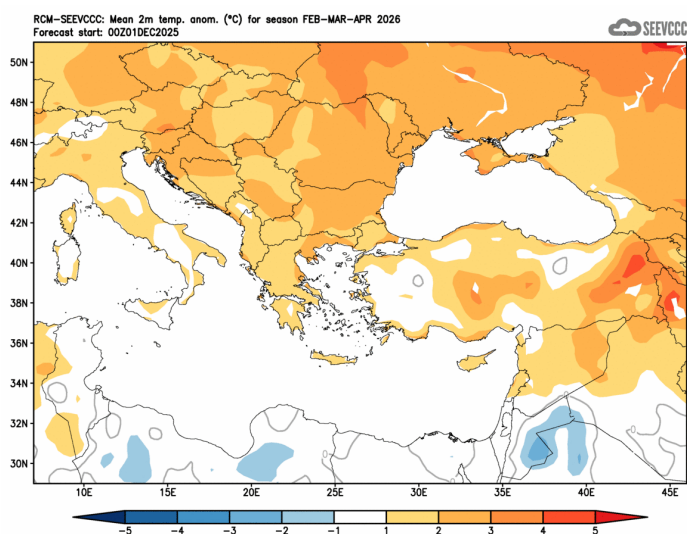 RCM-SEEVCCC: Mean 2m temp. anom. (°C) for season FEB-MAR-APR 2026
Forecast start: 00Z01DEC2025
SEEVCCC
50N
48N
46N
44N
42N
40N
38N
36N
34N
32N
30N
10E 15E 20E 25E 30E 35E 40E 45E
-5 -4 -3 -2 -1 1 2 3 4 5